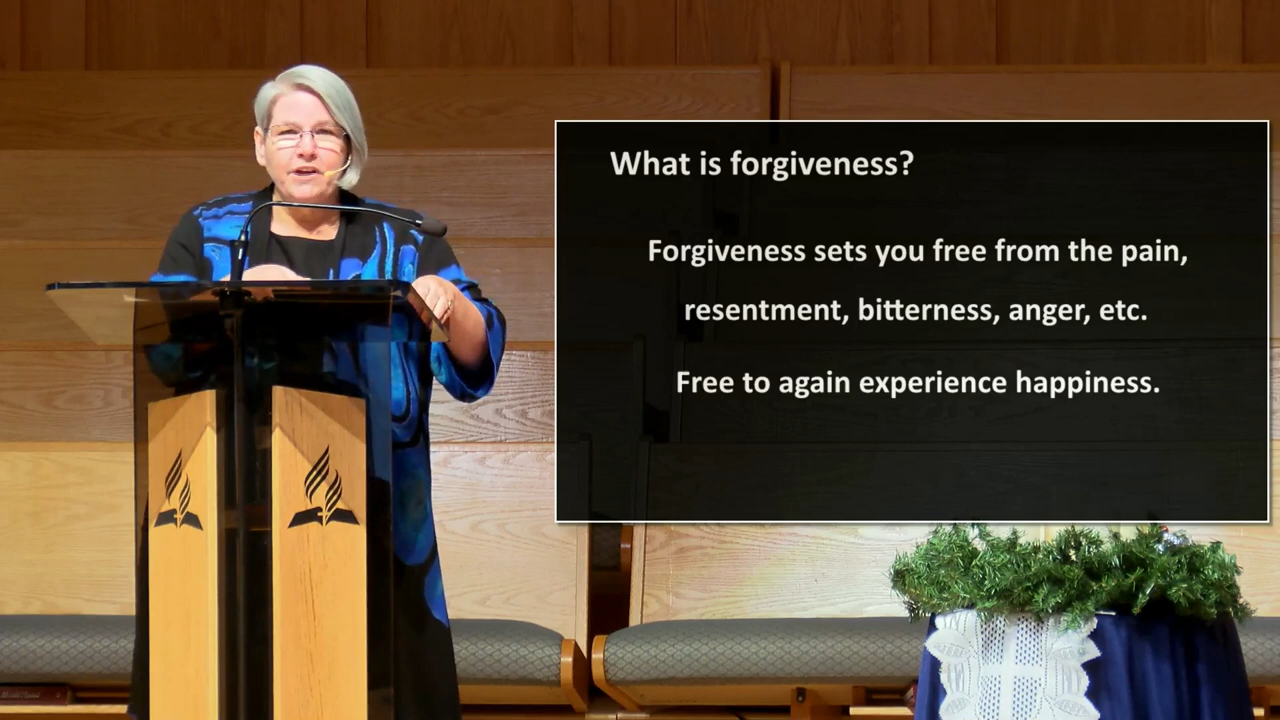 What is forgiveness?
Forgiveness sets you free from the pain,
resentment, bitterness, anger, etc.
Free to again experience happiness.